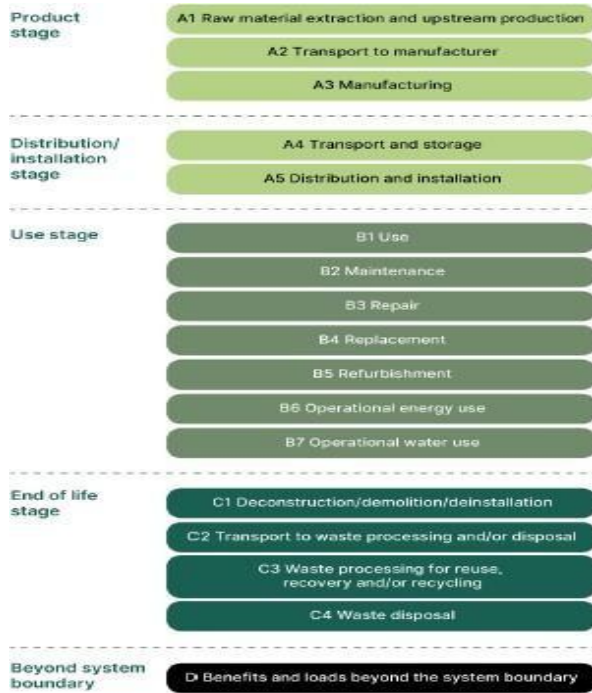 Product
stage
A1 Raw material extraction and upstream production
A2 Transport to manufacturer
A3 Manufacturing
Distribution/
installation
stage
A4 Transport and storage
A5 Distribution and installation
Use stage
B1 Use
B2 Maintenance
B3 Repair
B4 Replacement
B5 Refurbishment
B6 Operational energy use
B7 Operational water use
End of life
stage
C1 Deconstruction/demolition/deinstallation
C2 Transport to waste processing and/or disposal
C3 Waste processing for reuse,
recovery and/or recycling
C4 Waste disposal
Beyond system
boundary
D Benefits and loads beyond the system boundary